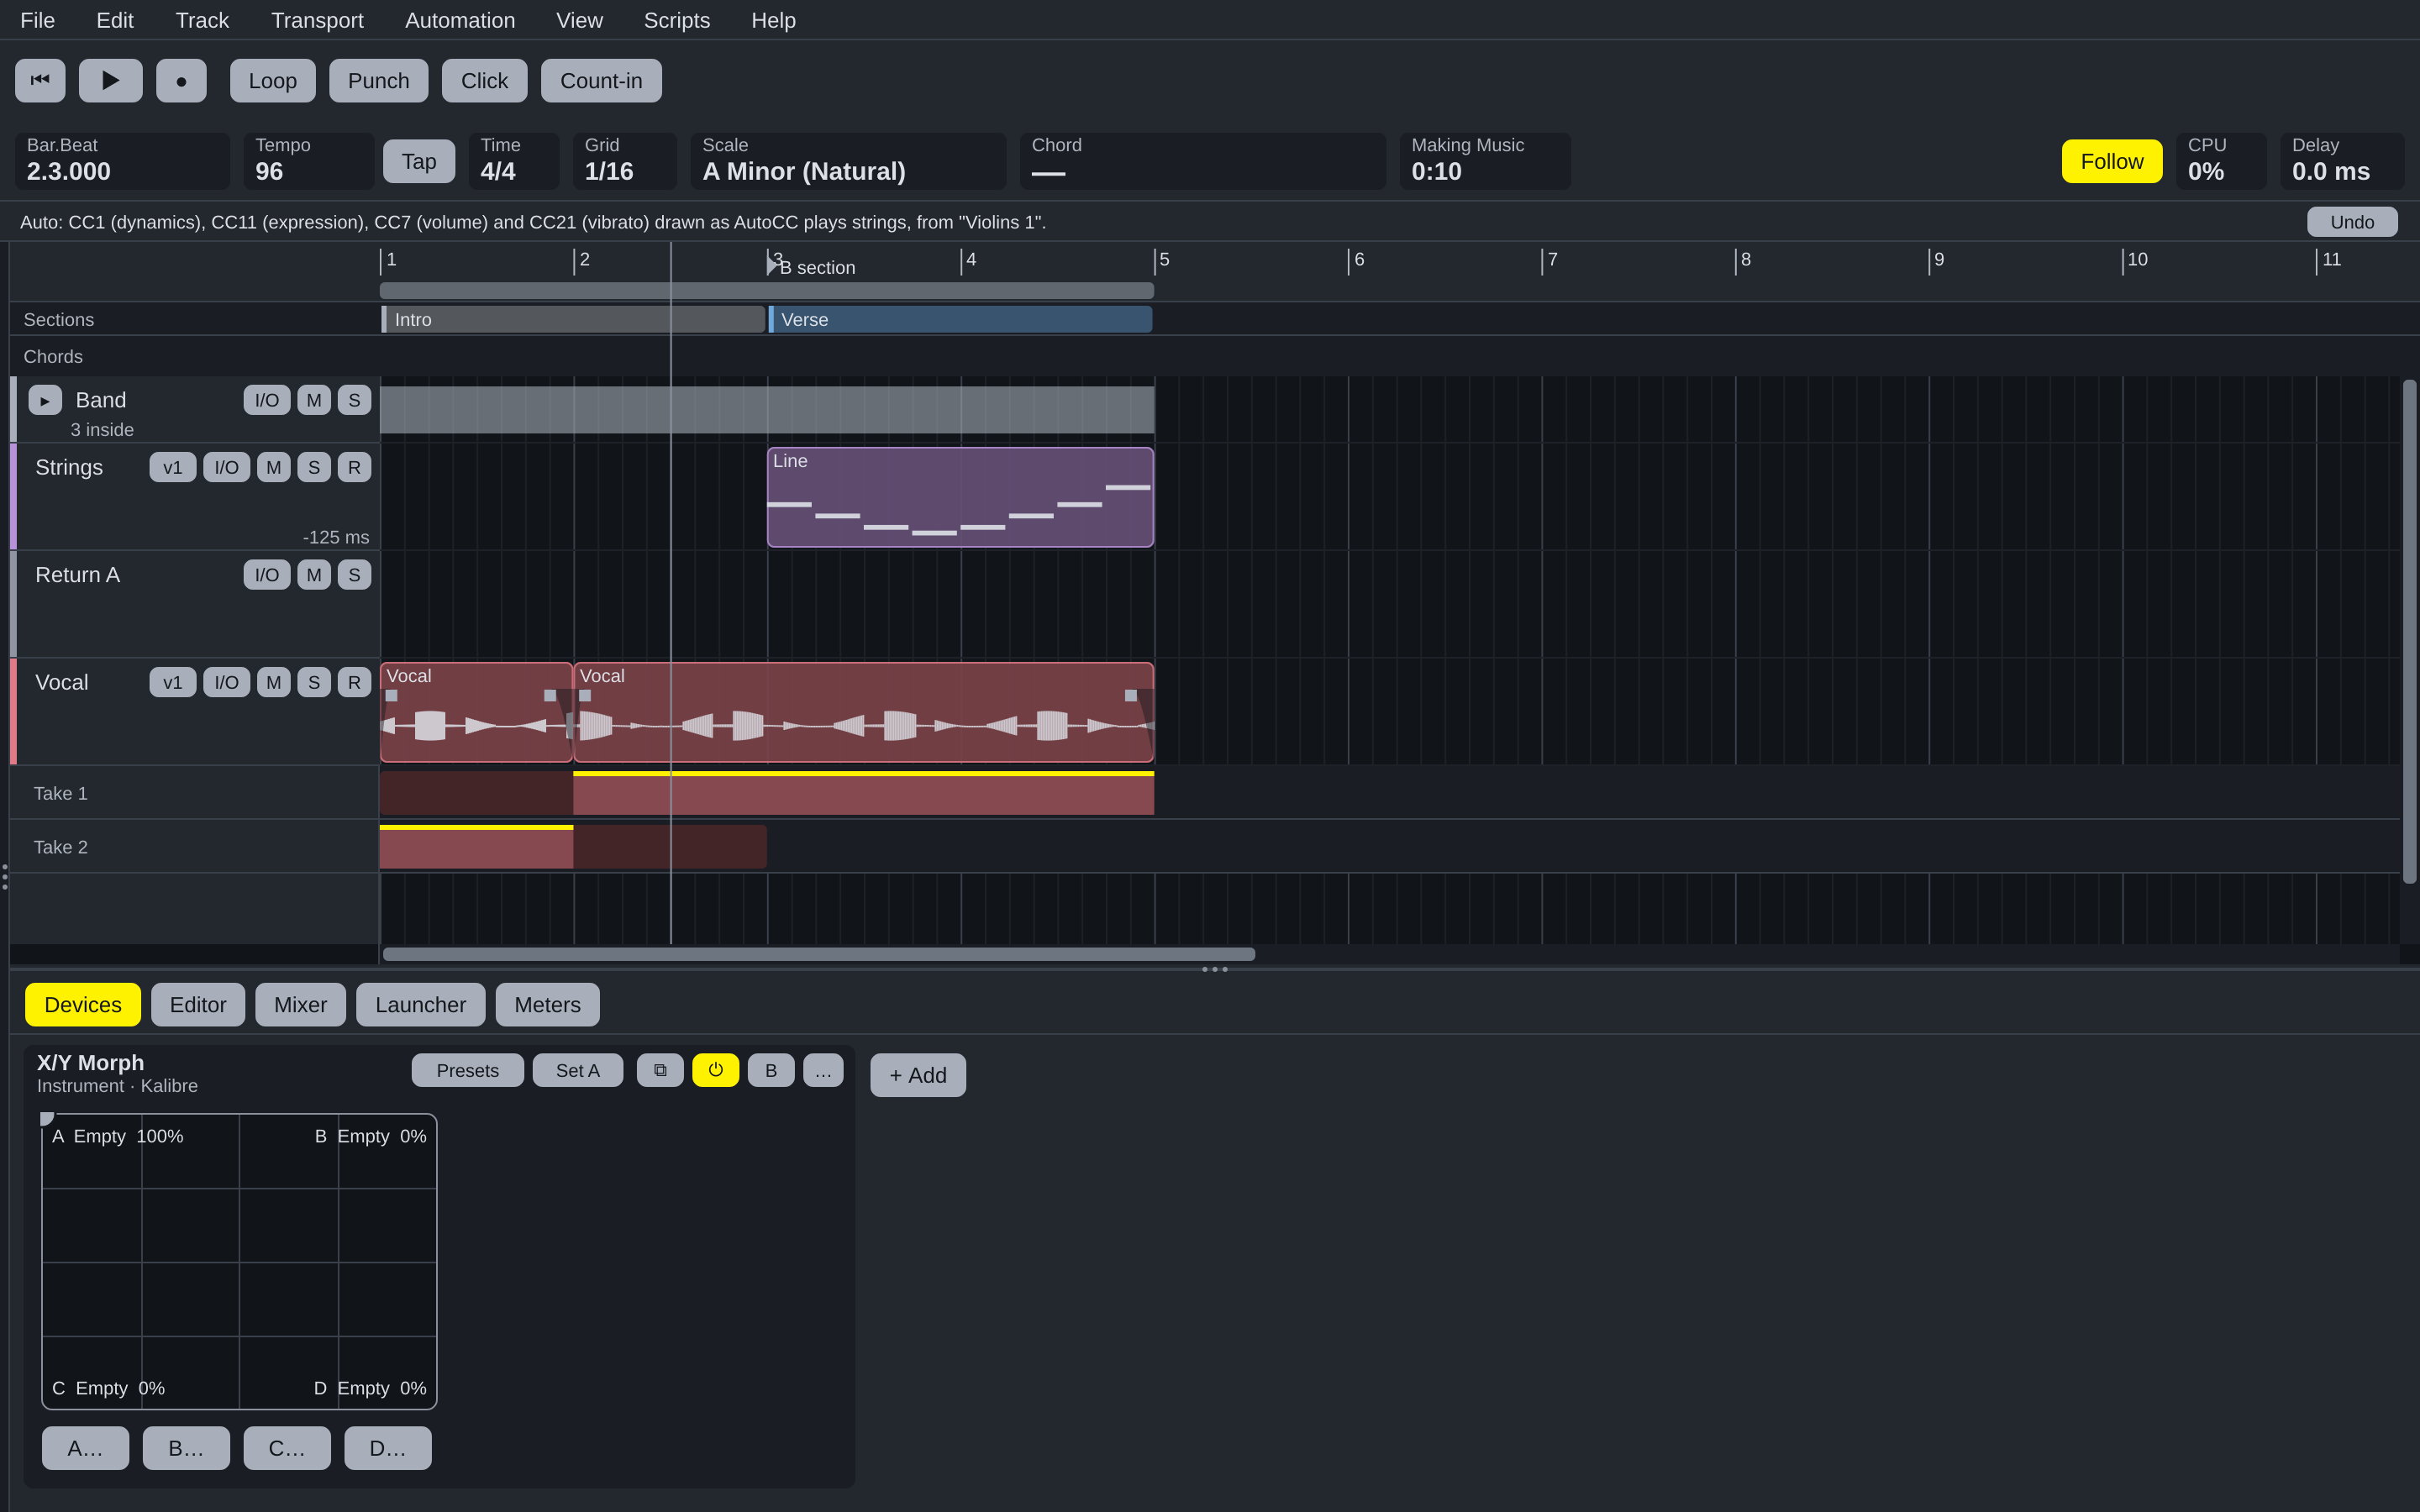 File Edit Track Transport Automation View Scripts Help
Loop Punch Click Count-in
Bar.Beat Tempo Time Grid Scale Chord Making Music CPU Delay
2.3.000 96 Tap 4/4 1/16 A Minor (Natural) — 0:10 Follow 0% 0.0 ms
Auto: CC1 (dynamics), CC11 (expression), CC7 (volume) and CC21 (vibrato) drawn as AutoCC plays strings, from "Violins 1". Undo
1 2 3 4 5 6 7 8 9 10 11
B section
Sections Intro Verse
Chords
Band I/O M S
3 inside
Strings v1 I/O M S R Line
-125 ms
Return A I/O M S
Vocal v1 I/O M S R Vocal Vocal
Take 1
Take 2
Devices Editor Mixer Launcher Meters
X/Y Morph Presets Set A B … + Add
Instrument · Kalibre
A Empty 100% B Empty 0%
C Empty 0% D Empty 0%
A… B… C… D…